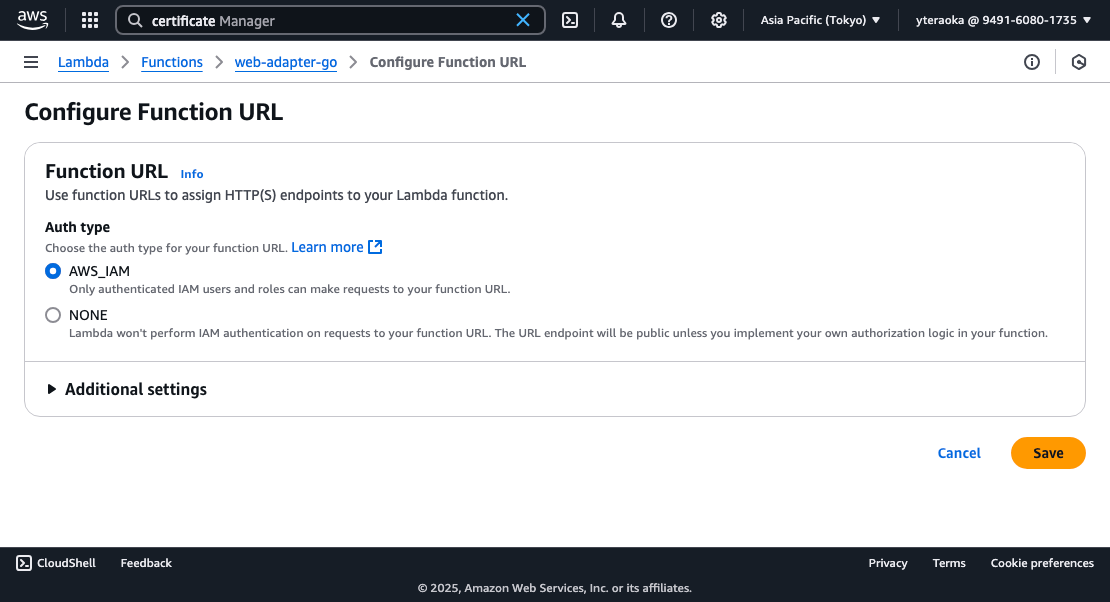 aws
certificate Manager
Asia Pacific (Tokyo)
yteraoka @ 9491-6080-1735
Lambda > Functions > web-adapter-go > Configure Function URL
Configure Function URL
Function URL Info
Use function URLs to assign HTTP(S) endpoints to your Lambda function.
Auth type
Choose the auth type for your function URL. Learn more
AWS_IAM
Only authenticated IAM users and roles can make requests to your function URL.
NONE
Lambda won't perform IAM authentication on requests to your function URL. The URL endpoint will be public unless you implement your own authorization logic in your function.
Additional settings
Cancel
Save
CloudShell
Feedback
Privacy
Terms
Cookie preferences
© 2025, Amazon Web Services, Inc. or its affiliates.